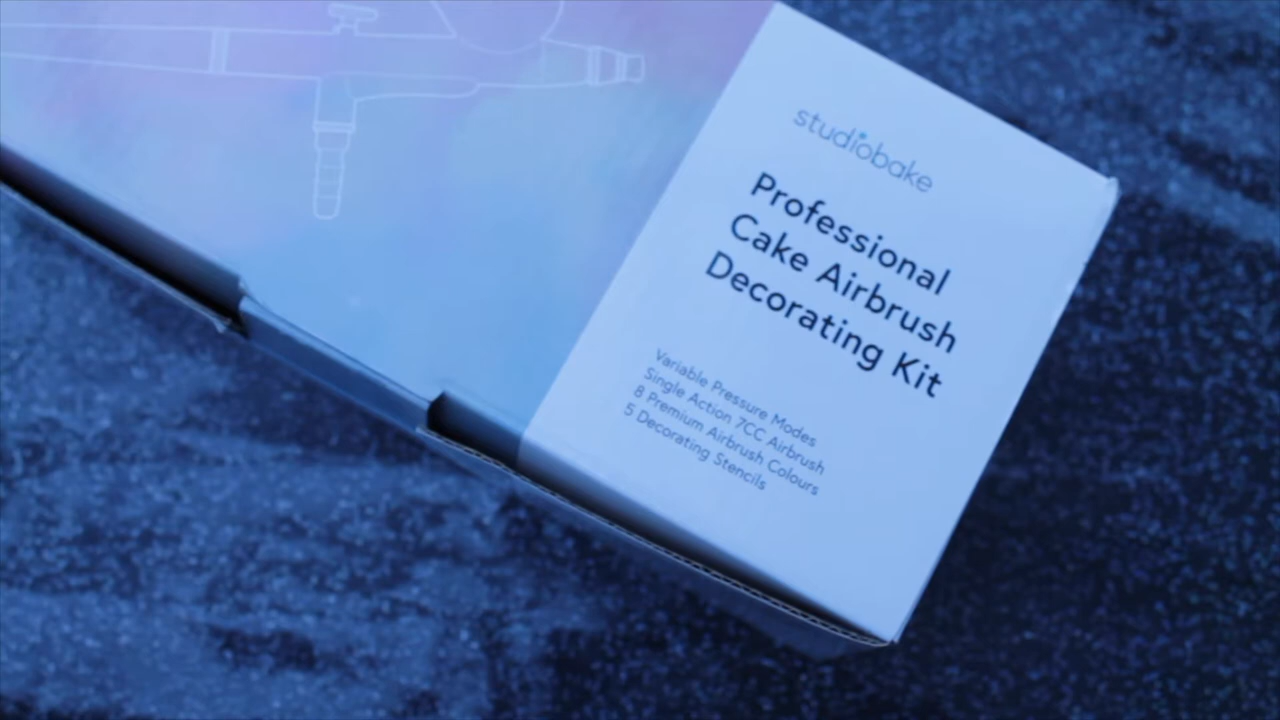 studiobake
Professional
Cake Airbrush
Decorating Kit
Variable Pressure Modes
Single Action 7CC Airbrush
8 Premium Airbrush Colours
5 Decorating Stencils